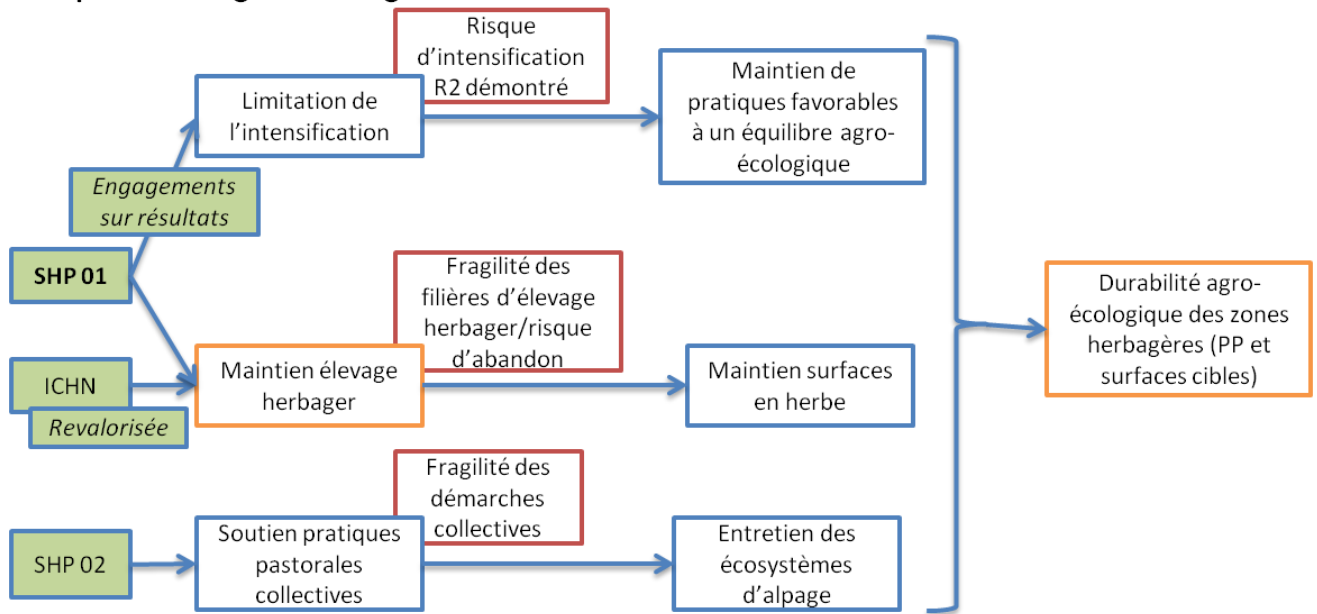 Risque
d'intensification
R2 démontré
Limitation de
l'intensification
Maintien de
pratiques favorables
à un équilibre agro-
écologique
Engagements
sur résultats
SHP 01
Fragilité des
filières d'élevage
herbager/risque
d'abandon
Durabilité agro-
écologique des zones
herbagères (PP et
surfaces cibles)
ICHN
Revalorisée
Maintien élevage
herbager
Maintien surfaces
en herbe
Fragilité des
démarches
collectives
SHP 02
Soutien pratiques
pastorales
collectives
Entretien des
écosystèmes
d'alpage